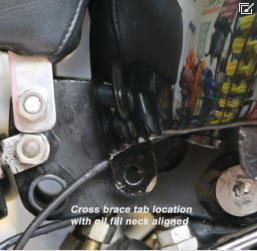 Cross brace tab location
with oil fill neck aligned